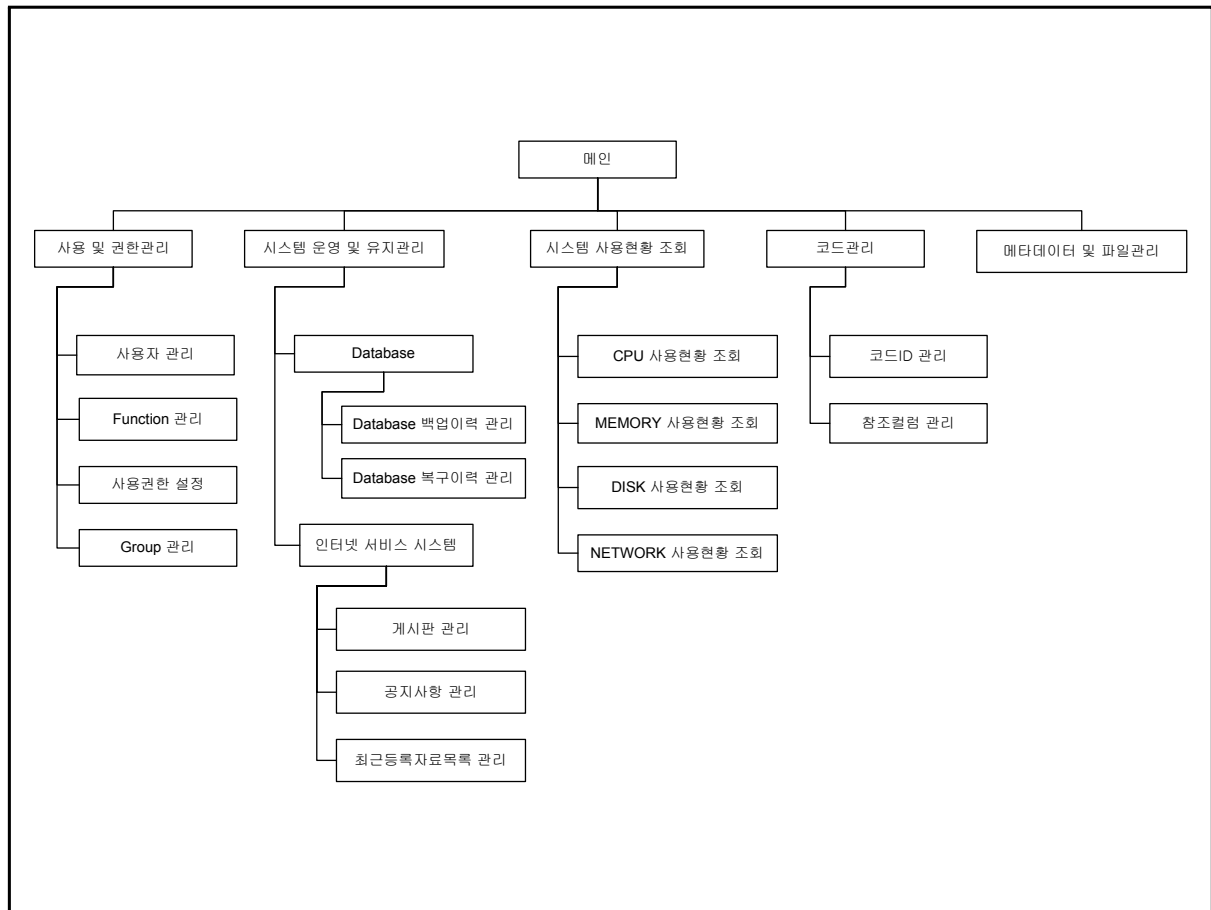 메인
사용 및 권한관리
시스템 운영 및 유지관리
시스템 사용현황 조회
코드관리
메타데이터 및 파일관리
사용자 관리
Function 관리
사용권한 설정
Group 관리
Database
Database 백업이력 관리
Database 복구이력 관리
인터넷 서비스 시스템
게시판 관리
공지사항 관리
최근등록자료목록 관리
CPU 사용현황 조회
MEMORY 사용현황 조회
DISK 사용현황 조회
NETWORK 사용현황 조회
코드ID 관리
참조컬럼 관리